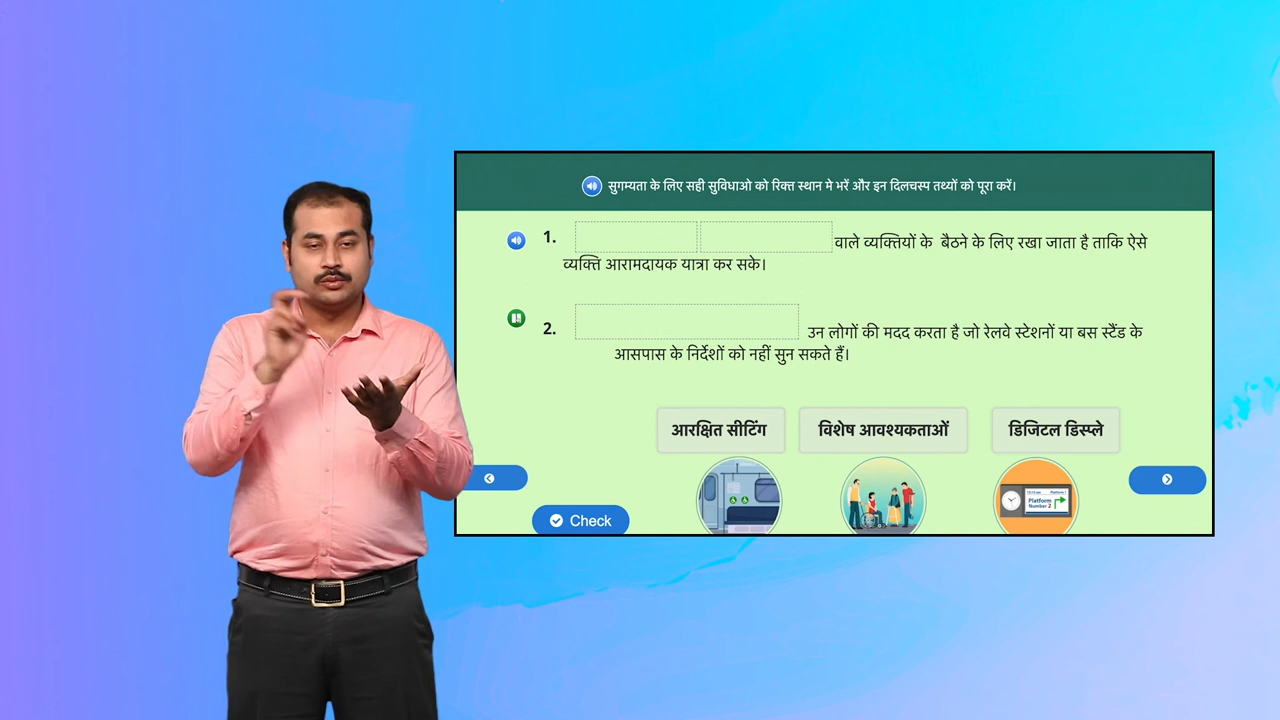 सुगम्यता के लिए सही सुविधाओ को रिक्त स्थान मे भरें और इन दिलचस्प तथ्यों को पूरा करें।
1. वाले व्यक्तियों के बैठने के लिए रखा जाता है ताकि ऐसे
व्यक्ति आरामदायक यात्रा कर सके।
2. उन लोगों की मदद करता है जो रेलवे स्टेशनों या बस स्टैंड के
आसपास के निर्देशों को नहीं सुन सकते हैं।
आरक्षित सीटिंग विशेष आवश्यकताओं डिजिटल डिस्प्ले
Platform
Number 2
Check